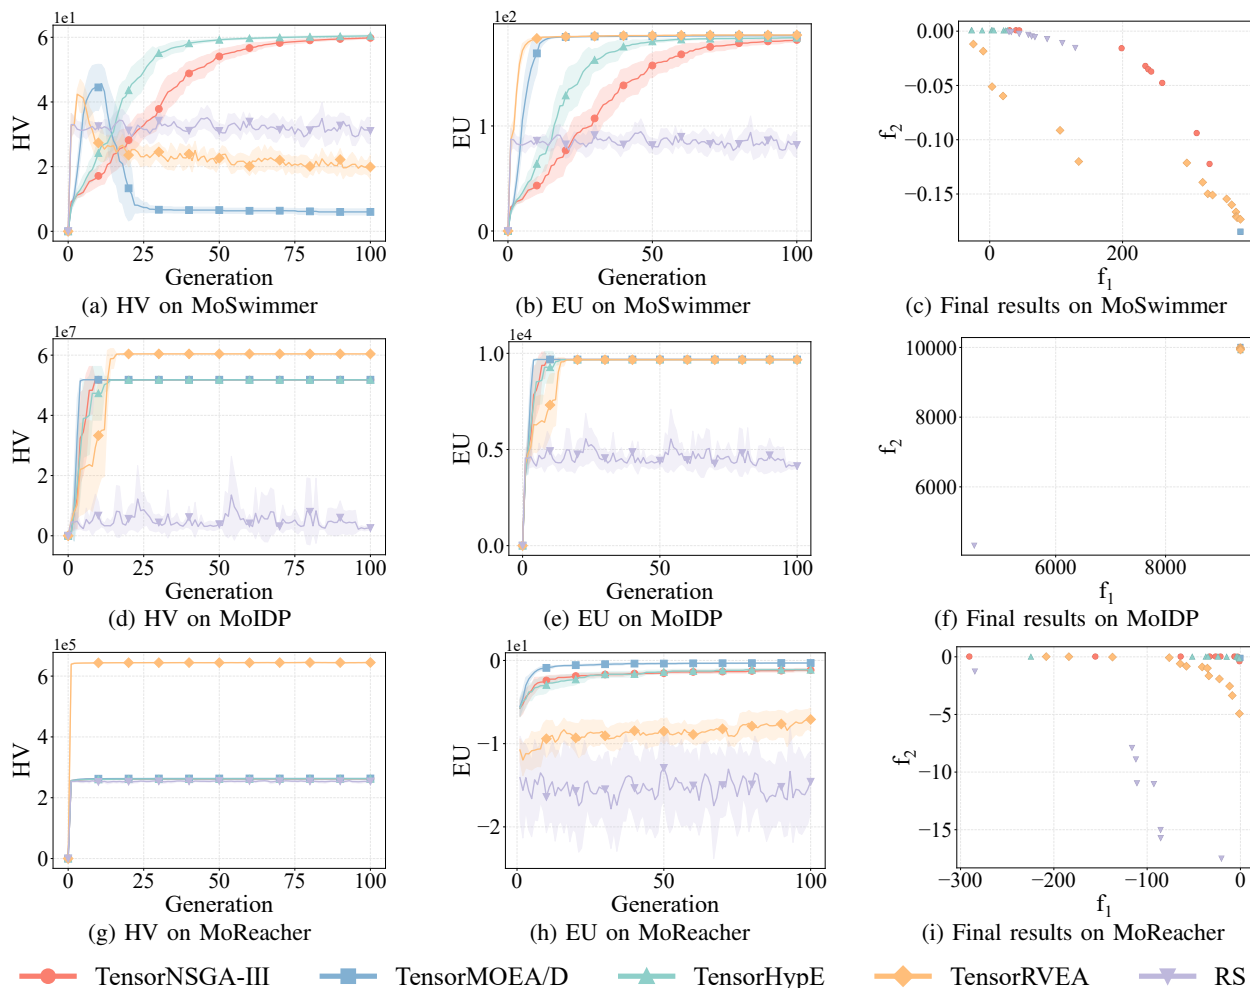 1e1
6
4
2
0
HV
0 25 50 75 100
Generation
(a) HV on MoSwimmer
1e2
1
0
EU
0 50 100
Generation
(b) EU on MoSwimmer
0.00
−0.05
−0.10
−0.15
f2
0 200
f1
(c) Final results on MoSwimmer
1e7
6
4
2
0
HV
0 25 50 75 100
Generation
(d) HV on MoIDP
1e4
1.0
0.5
0.0
EU
0 50 100
Generation
(e) EU on MoIDP
10000
8000
6000
f2
6000 8000
f1
(f) Final results on MoIDP
1e5
6
4
2
0
HV
0 25 50 75 100
Generation
(g) HV on MoReacher
1e1
0
−1
−2
EU
0 50 100
Generation
(h) EU on MoReacher
0
−5
−10
−15
f2
−300 −200 −100 0
f1
(i) Final results on MoReacher
TensorNSGA-III TensorMOEA/D TensorHypE TensorRVEA RS